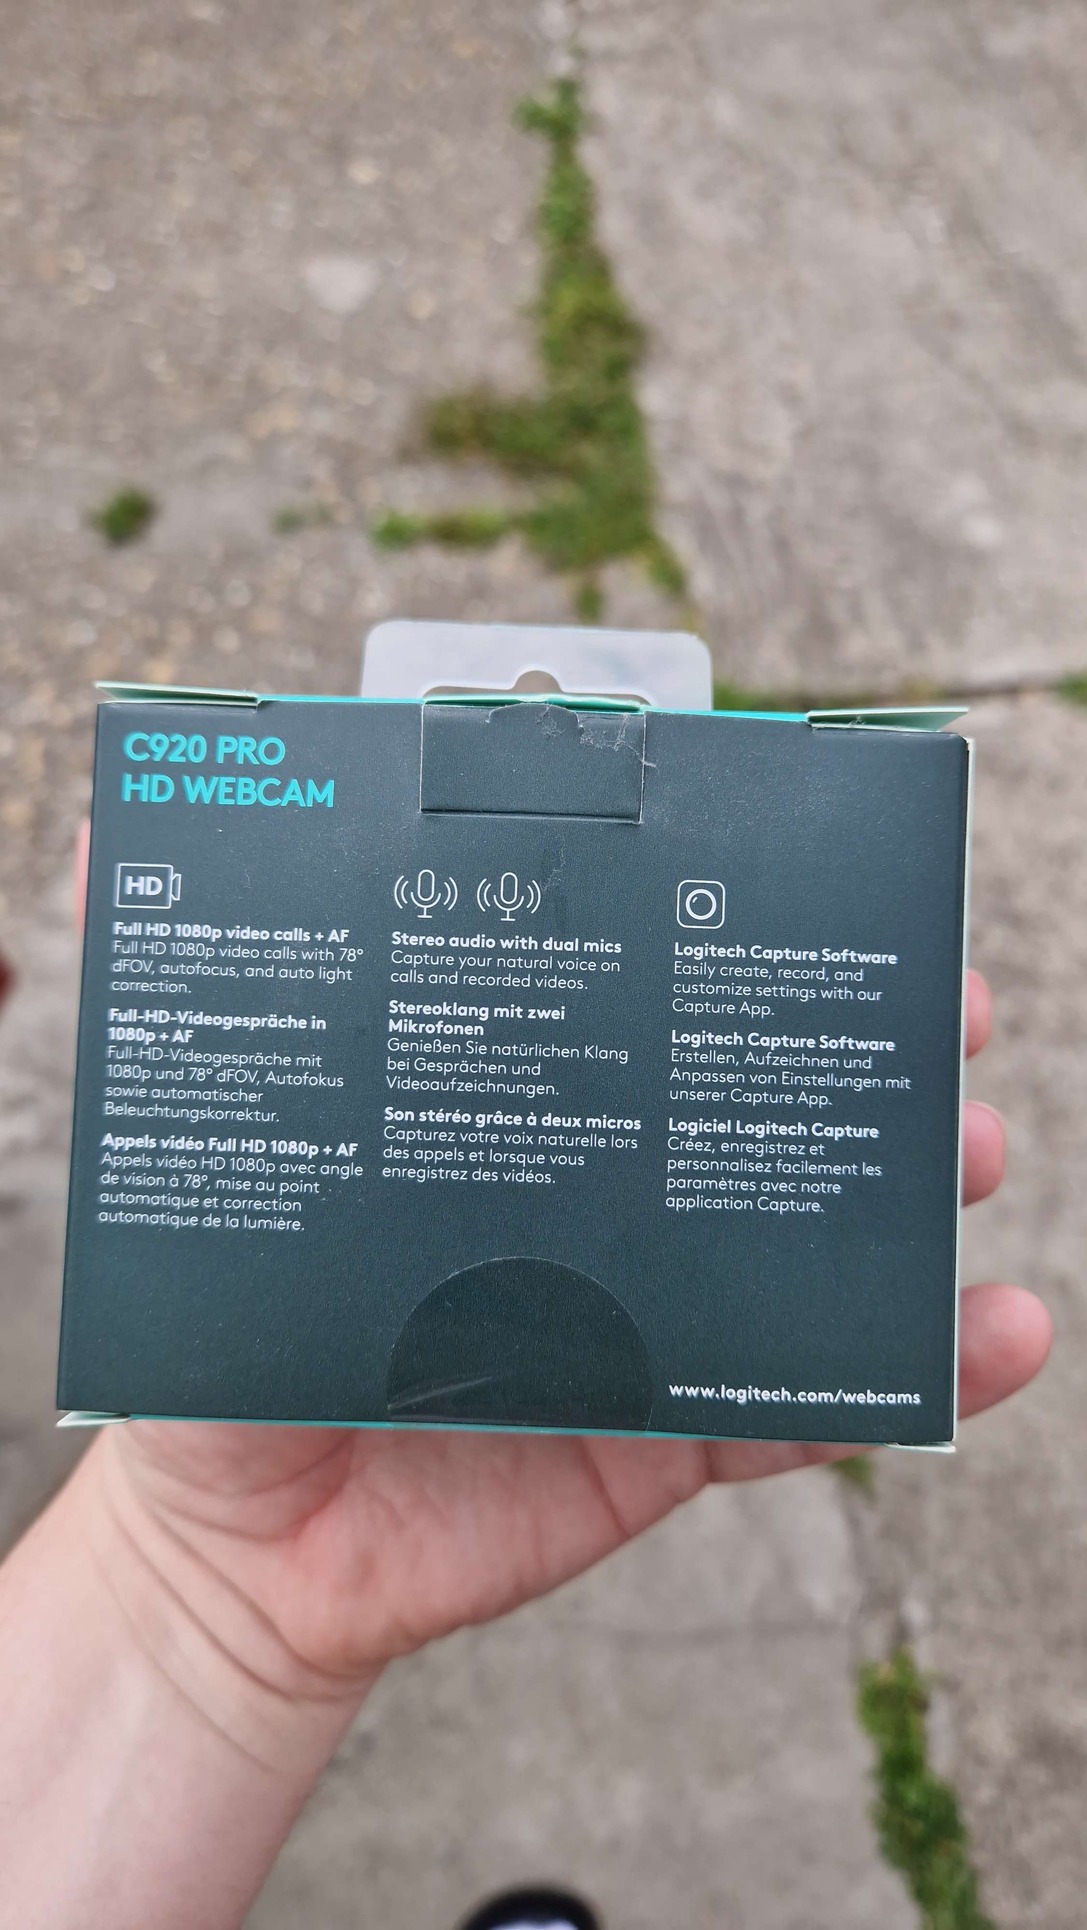 C920 PRO
HD WEBCAM
HD
Full HD 1080p video calls + AF
Full HD 1080p video calls with 78°
dFOV, autofocus, and auto light
correction.
Full-HD-Videogespräche in
1080p + AF
Full-HD-Videogespräche mit
1080p und 78° dFOV, Autofokus
sowie automatischer
Beleuchtungskorrektur.
Appels vidéo Full HD 1080p + AF
Appels vidéo HD 1080p avec angle
de vision à 78°, mise au point
automatique et correction
automatique de la lumière.
Stereo audio with dual mics
Capture your natural voice on
calls and recorded videos.
Stereoklang mit zwei
Mikrofonen
Genießen Sie natürlichen Klang
bei Gesprächen und
Videoaufzeichnungen.
Son stéréo grâce à deux micros
Capturez votre voix naturelle lors
des appels et lorsque vous
enregistrez des vidéos.
Logitech Capture Software
Easily create, record, and
customize settings with our
Capture App.
Logitech Capture Software
Erstellen, Aufzeichnen und
Anpassen von Einstellungen mit
unserer Capture App.
Logiciel Logitech Capture
Créez, enregistrez et
personnalisez facilement les
paramètres avec notre
application Capture.
www.logitech.com/webcams